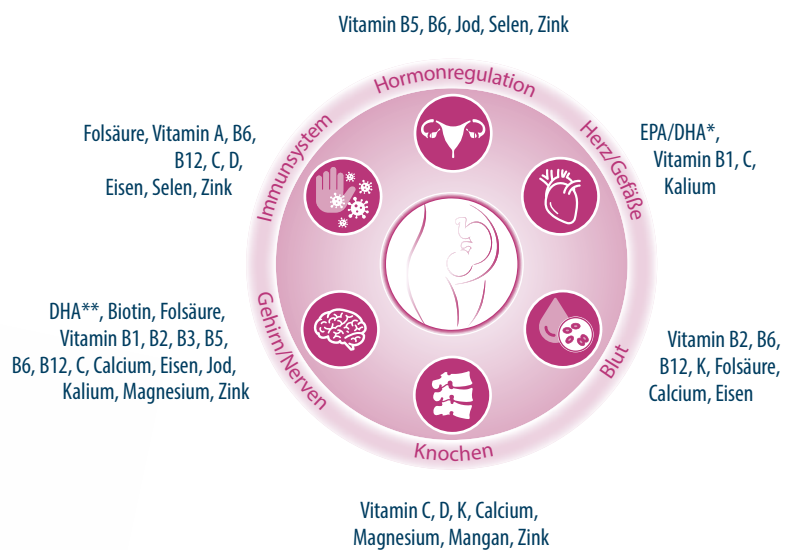 Vitamin B5, B6, Jod, Selen, Zink
Hormonregulation
Folsäure, Vitamin A, B6,
B12, C, D,
Eisen, Selen, Zink
Immunsystem
Herz/Gefäße
EPA/DHA*,
Vitamin B1, C,
Kalium
DHA**, Biotin, Folsäure,
Vitamin B1, B2, B3, B5,
B6, B12, C, Calcium, Eisen, Jod,
Kalium, Magnesium, Zink
Gehirn/Nerven
Blut
Vitamin B2, B6,
B12, K, Folsäure,
Calcium, Eisen
Knochen
Vitamin C, D, K, Calcium,
Magnesium, Mangan, Zink